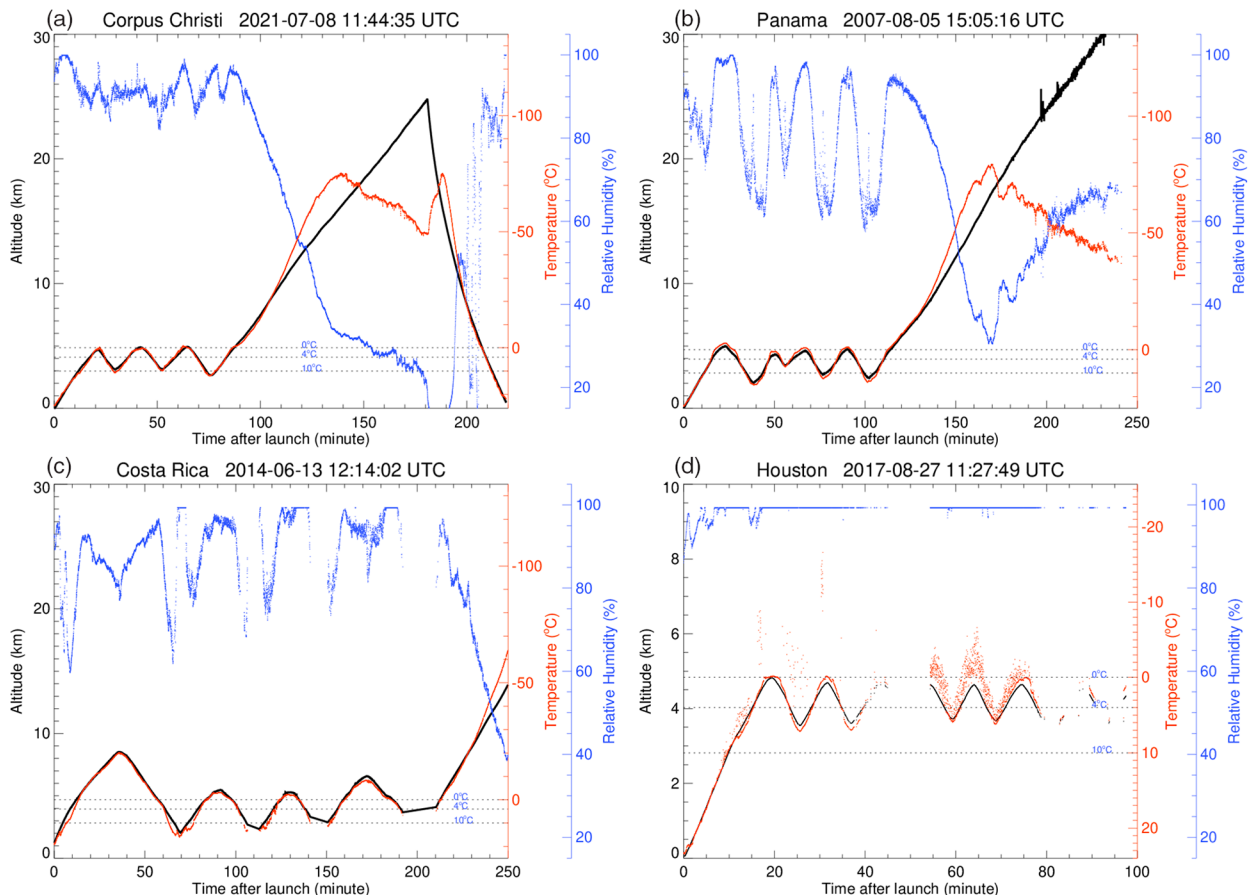 (a) Corpus Christi 2021-07-08 11:44:35 UTC
30
20
10
0
Altitude (km)
0 50 100 150 200
Time after launch (minute)
-100
-50
0
Temperature (°C)
100
80
60
40
20
Relative Humidity (%)
0°C
4°C
10°C
(b) Panama 2007-08-05 15:05:16 UTC
30
20
10
0
Altitude (km)
0 50 100 150 200 250
Time after launch (minute)
-100
-50
0
Temperature (°C)
100
80
60
40
20
Relative Humidity (%)
0°C
4°C
10°C
(c) Costa Rica 2014-06-13 12:14:02 UTC
30
20
10
0
Altitude (km)
0 50 100 150 200 250
Time after launch (minute)
-100
-50
0
Temperature (°C)
100
80
60
40
20
Relative Humidity (%)
0°C
4°C
10°C
(d) Houston 2017-08-27 11:27:49 UTC
10
8
6
4
2
0
Altitude (km)
0 20 40 60 80 100
Time after launch (minute)
-20
-10
0
10
20
Temperature (°C)
100
80
60
40
20
Relative Humidity (%)
0°C
4°C
10°C